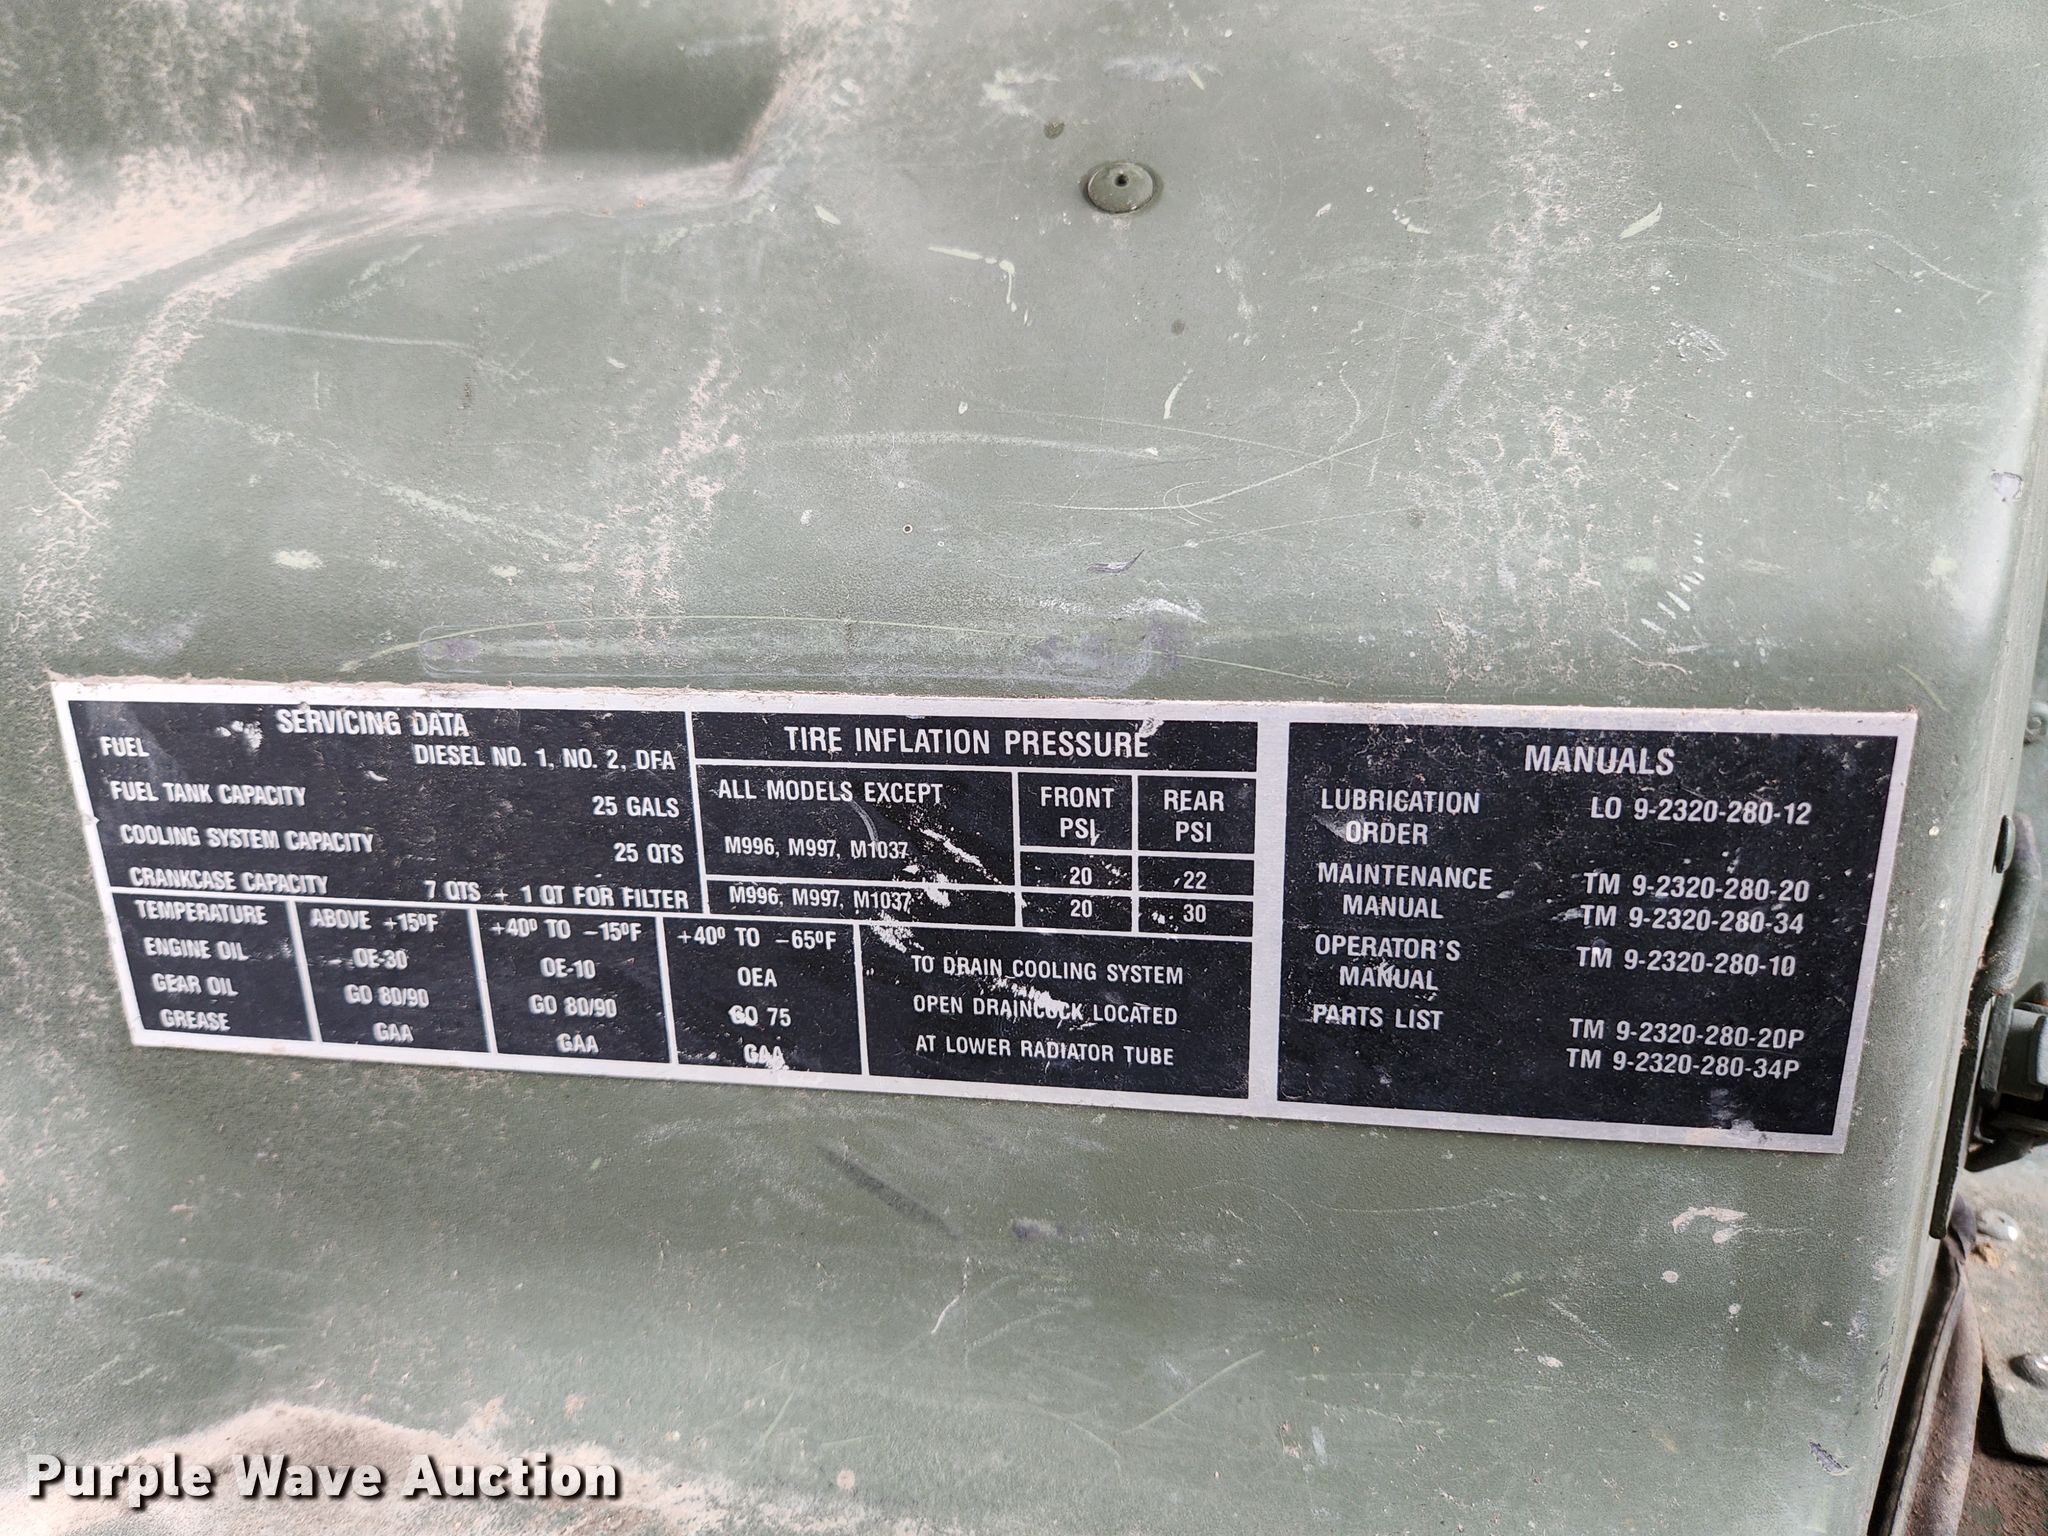 SERVICING DATA
FUEL DIESEL NO. 1, NO. 2, DFA
FUEL TANK CAPACITY 25 GALS
COOLING SYSTEM CAPACITY 25 QTS
CRANKCASE CAPACITY 7 QTS + 1 QT FOR FILTER
TEMPERATURE ABOVE +15ºF +40º TO -15ºF +40º TO -65ºF
ENGINE OIL OE-30 OE-10 OEA
GEAR OIL GO 80/90 GO 80/90 GO 75
GREASE GAA GAA GAA
TIRE INFLATION PRESSURE
ALL MODELS EXCEPT FRONT REAR
PSI PSI
M996, M997, M1037 20 22
M996, M997, M1037 20 30
TO DRAIN COOLING SYSTEM
OPEN DRAINCOCK LOCATED
AT LOWER RADIATOR TUBE
MANUALS
LUBRICATION LO 9-2320-280-12
ORDER
MAINTENANCE TM 9-2320-280-20
MANUAL TM 9-2320-280-34
OPERATOR'S TM 9-2320-280-10
MANUAL
PARTS LIST TM 9-2320-280-20P
TM 9-2320-280-34P
Purple Wave Auction